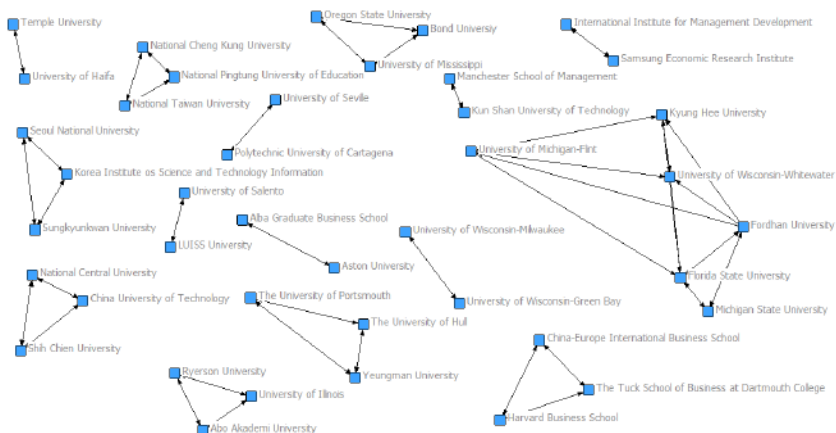 Temple University
Oregon State University
International Institute for Management Development
Bond Universiy
National Cheng Kung University
Samsung Economic Research Institute
University of Mississippi
University of Haifa
National Pingtung University of Education
Manchester School of Management
University of Seville
National Taiwan University
Kun Shan University of Technology
Kyung Hee University
Seoul National University
University of Michigan-Flint
Polytechnic University of Cartagena
Korea Institute os Science and Technology Information
University of Wisconsin-Whitewater
University of Salento
Alba Graduate Business School
Fordhan University
Sungkyunkwan University
University of Wisconsin-Milwaukee
LUISS University
Aston University
National Central University
Florida State University
China University of Technology
The University of Portsmouth
University of Wisconsin-Green Bay
Michigan State University
The University of Hull
China-Europe International Business School
Shih Chien University
Ryerson University
Yeungman University
The Tuck School of Business at Dartmouth College
University of Illinois
Harvard Business School
Abo Akademi University